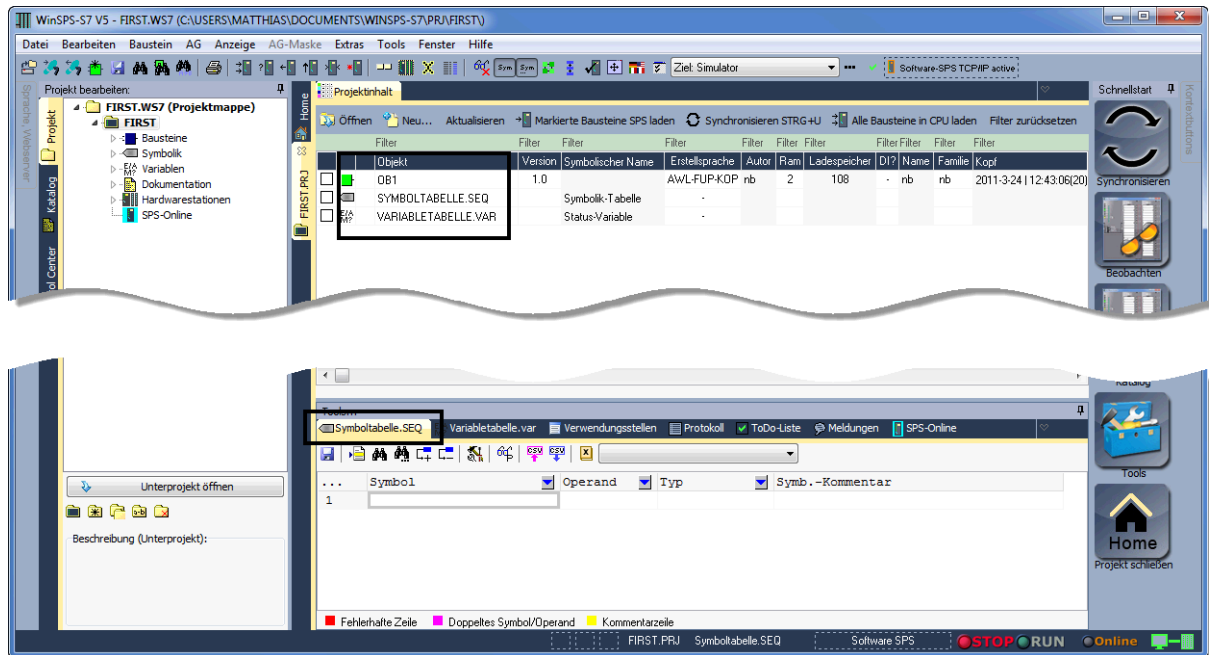 WinSPS-S7 V5 - FIRST.WS7 (C:\USERS\MATTHIAS\DOCUMENTS\WINSPS-S7\PRJ\FIRST\)
Datei Bearbeiten Baustein AG Anzeige AG-Maske Extras Tools Fenster Hilfe
Sym Sym Ziel: Simulator Software-SPS TCP/IP active
Sprache Webserver
Projekt bearbeiten:
Projekt
Katalog
FIRST.WS7 (Projektmappe)
FIRST
Bausteine
Symbolik
E/A M? Variablen
Dokumentation
Hardwarestationen
SPS-Online
Home
FIRST.PRJ
Projektinhalt
Öffnen Neu... Aktualisieren Markierte Bausteine SPS laden Synchronisieren STRG+U Alle Bausteine in CPU laden Filter zurücksetzen
Filter Filter Filter Filter Filter Filter Filter Filter Filter Filter Filter
Objekt Version Symbolischer Name Erstellsprache Autor Ram Ladespeicher DI? Name Familie Kopf
OB1 1.0 AWL-FUP-KOP nb 2 108 - nb nb 2011-3-24 | 12:43:06(20)
SYMBOLTABELLE.SEQ Symbolik-Tabelle -
E/A M? VARIABLETABELLE.VAR Status-Variable -
Schnellstart
Kontextbuttons
Synchronisieren
Beobachten
Symboltabelle.SEQ Variabletabelle.var Verwendungsstellen Protokoll ToDo-Liste Meldungen SPS-Online
CSV CSV
... Symbol Operand Typ Symb.-Kommentar
1
Unterprojekt öffnen
Beschreibung (Unterprojekt):
Tools
Home
Projekt schließen
Fehlerhafte Zeile Doppeltes Symbol/Operand Kommentarzeile
FIRST.PRJ Symboltabelle.SEQ Software SPS STOP RUN Online